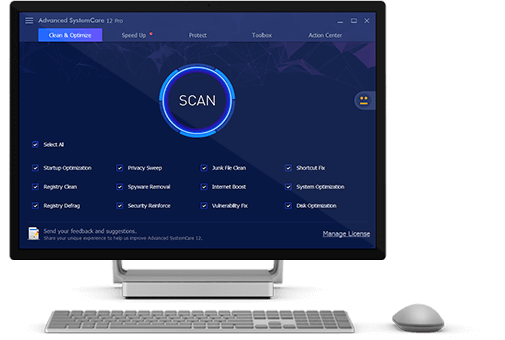 Advanced SystemCare 12 Pro
Clean & Optimize Speed Up Protect Toolbox Action Center
SCAN
Select All
Startup Optimization Privacy Sweep Junk File Clean Shortcut Fix
Registry Clean Spyware Removal Internet Boost System Optimization
Registry Defrag Security Reinforce Vulnerability Fix Disk Optimization
Send your feedback and suggestions.
Share your unique experience to help us improve Advanced SystemCare 12.
Manage License